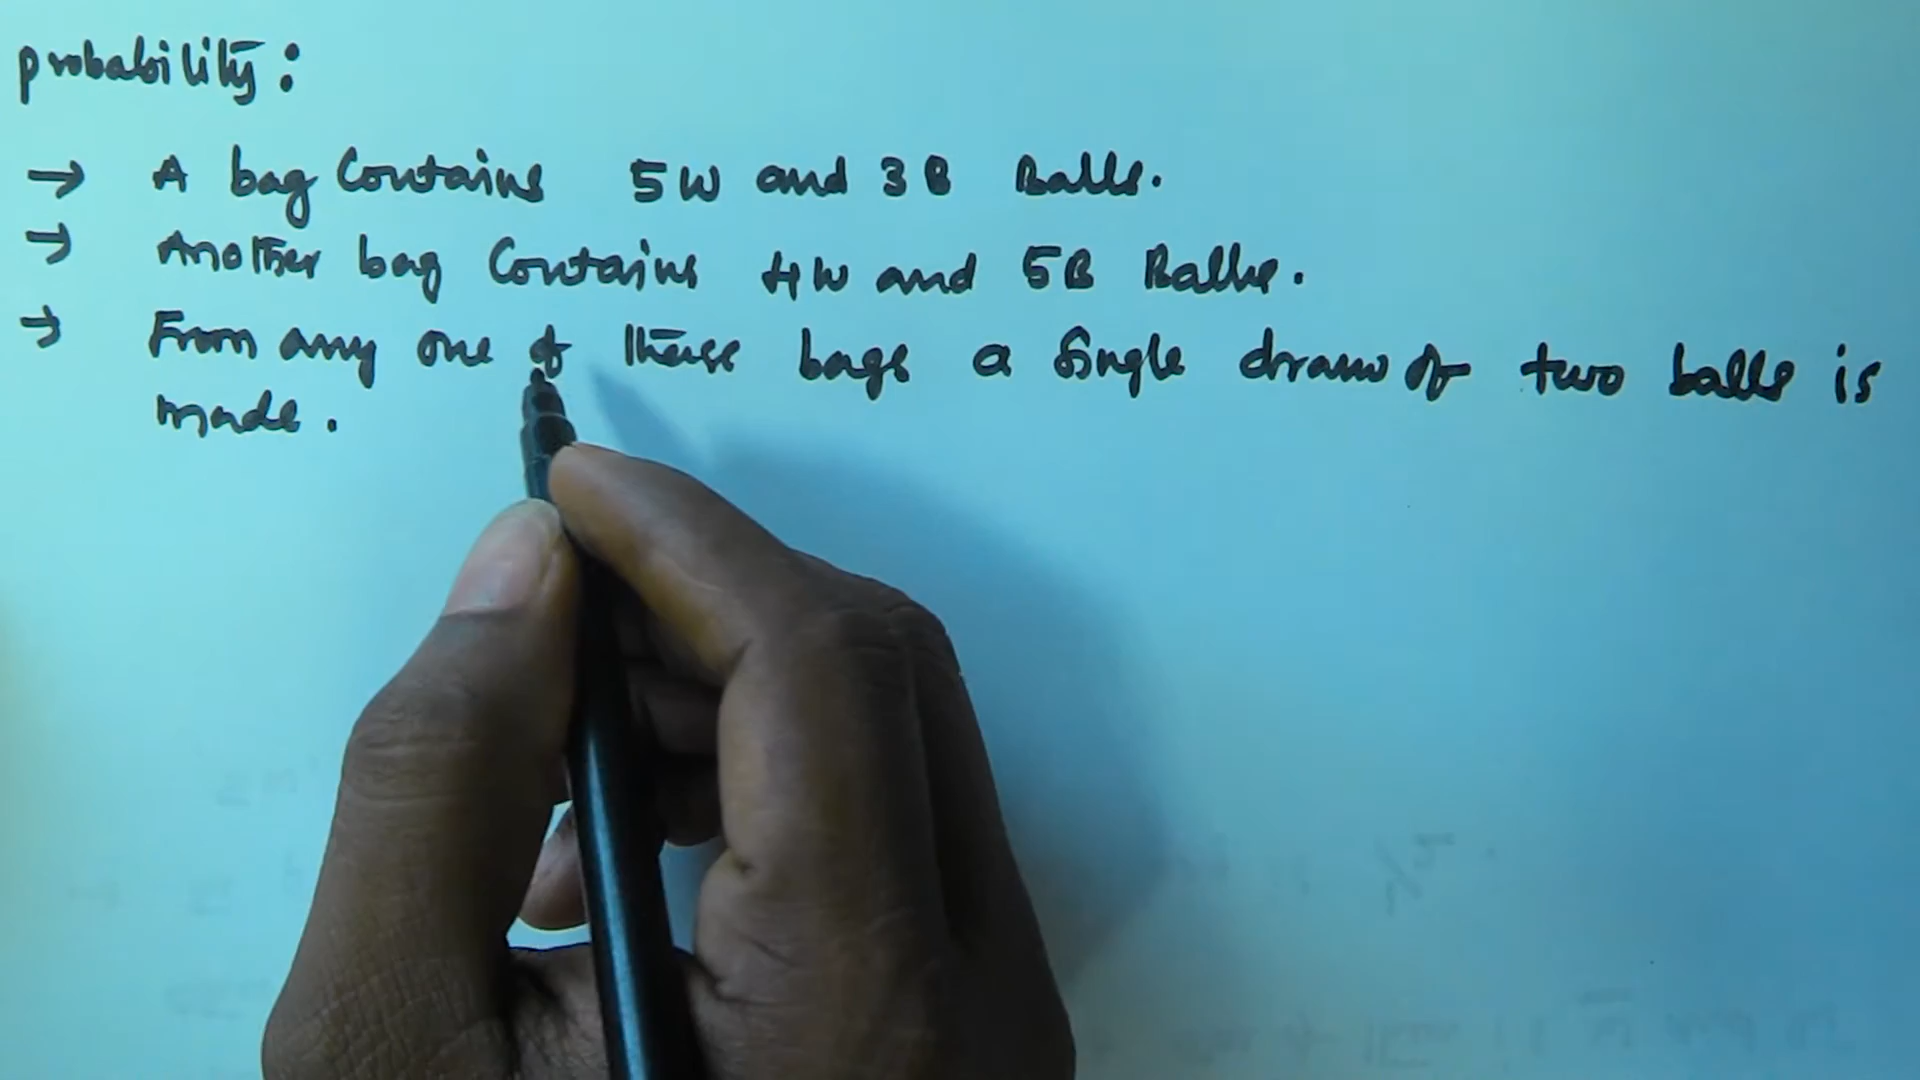 probability:
→ A bag Contains 5W and 3B Balls.
→ Another bag Contains 4W and 5B Balls.
→ From any one of these bags a single draw of two balls is
made.